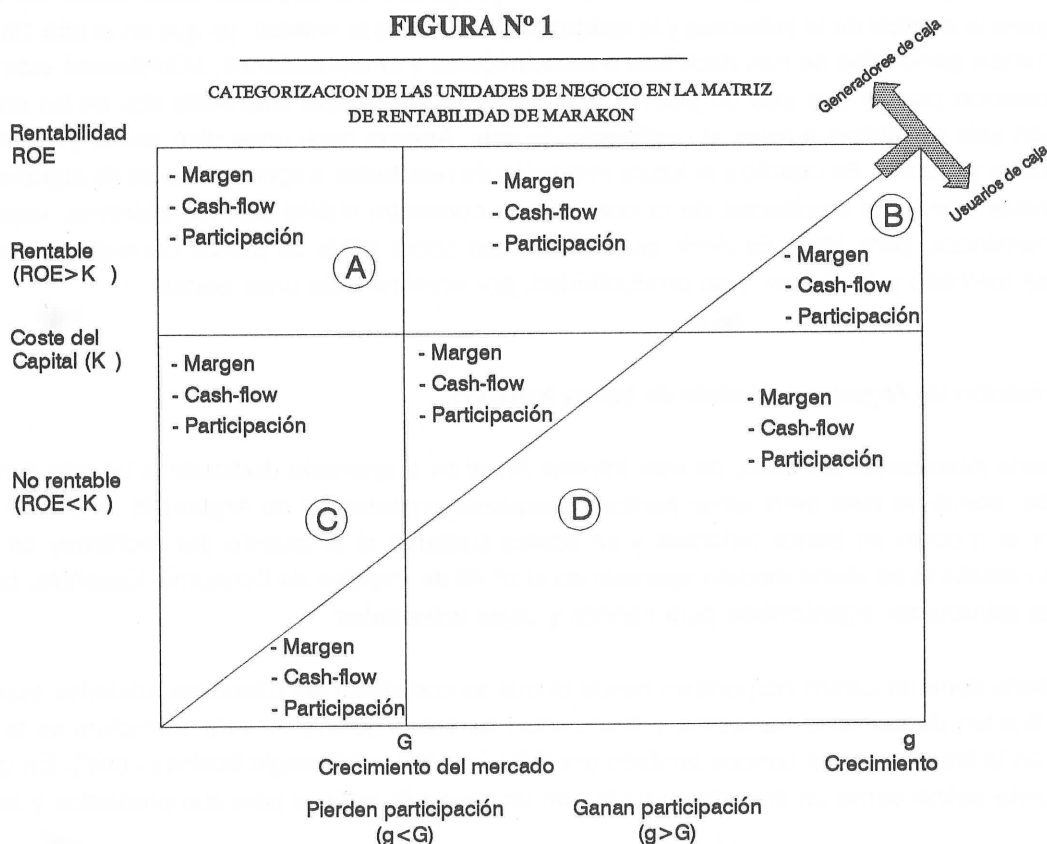 FIGURA Nº 1
CATEGORIZACION DE LAS UNIDADES DE NEGOCIO EN LA MATRIZ
DE RENTABILIDAD DE MARAKON
Generadores de caja
Usuarios de caja
Rentabilidad
ROE
Rentable
(ROE>K )
Coste del
Capital (K )
No rentable
(ROE<K )
- Margen
- Cash-flow
- Participación
A
- Margen
- Cash-flow
- Participación
B
- Margen
- Cash-flow
- Participación
- Margen
- Cash-flow
- Participación
C
- Margen
- Cash-flow
- Participación
- Margen
- Cash-flow
- Participación
D
- Margen
- Cash-flow
- Participación
G
g
Crecimiento del mercado
Crecimiento
Pierden participación
(g<G)
Ganan participación
(g>G)